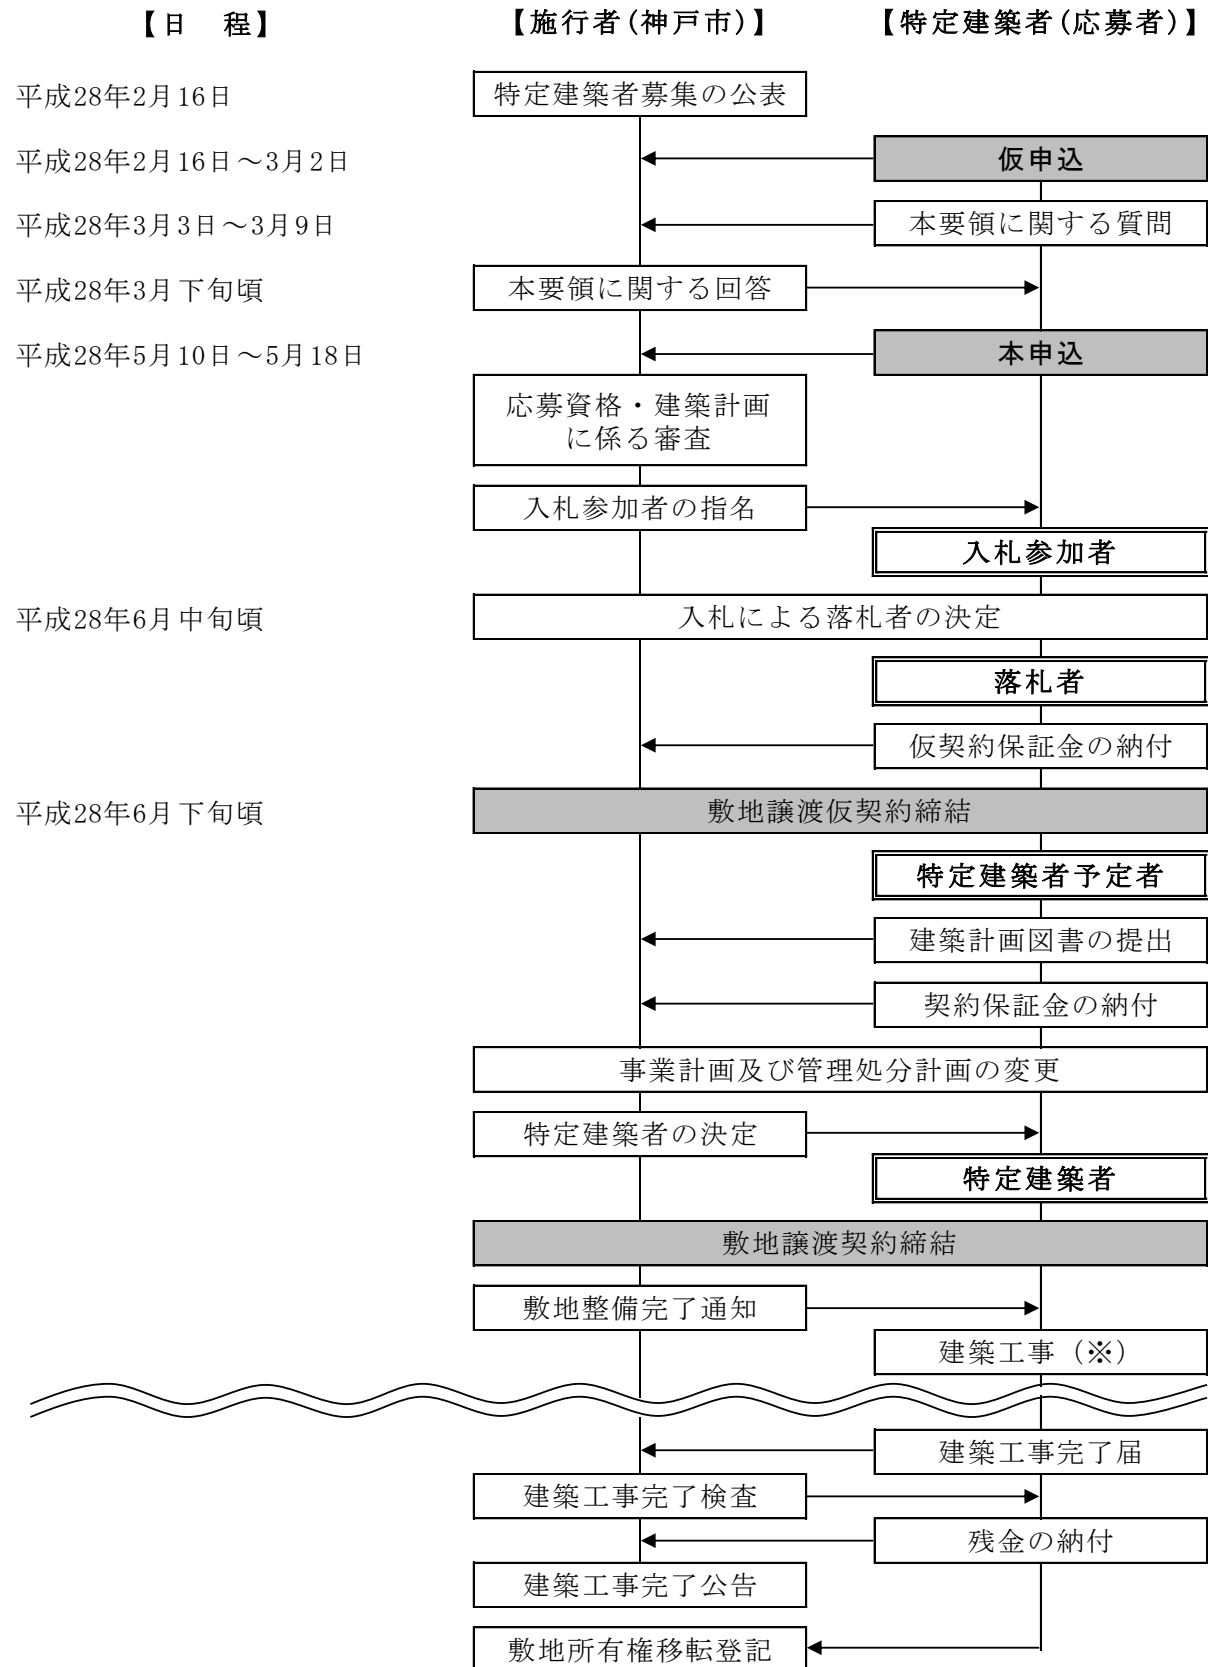 【日　程】　【施行者(神戸市)】　【特定建築者(応募者)】
平成28年2月16日　特定建築者募集の公表
平成28年2月16日～3月2日　仮申込
平成28年3月3日～3月9日　本要領に関する質問
平成28年3月下旬頃　本要領に関する回答
平成28年5月10日～5月18日　本申込
応募資格・建築計画
に係る審査
入札参加者の指名
入札参加者
平成28年6月中旬頃　入札による落札者の決定
落札者
仮契約保証金の納付
平成28年6月下旬頃　敷地譲渡仮契約締結
特定建築者予定者
建築計画図書の提出
契約保証金の納付
事業計画及び管理処分計画の変更
特定建築者の決定
特定建築者
敷地譲渡契約締結
敷地整備完了通知
建築工事（※）
建築工事完了届
建築工事完了検査
残金の納付
建築工事完了公告
敷地所有権移転登記